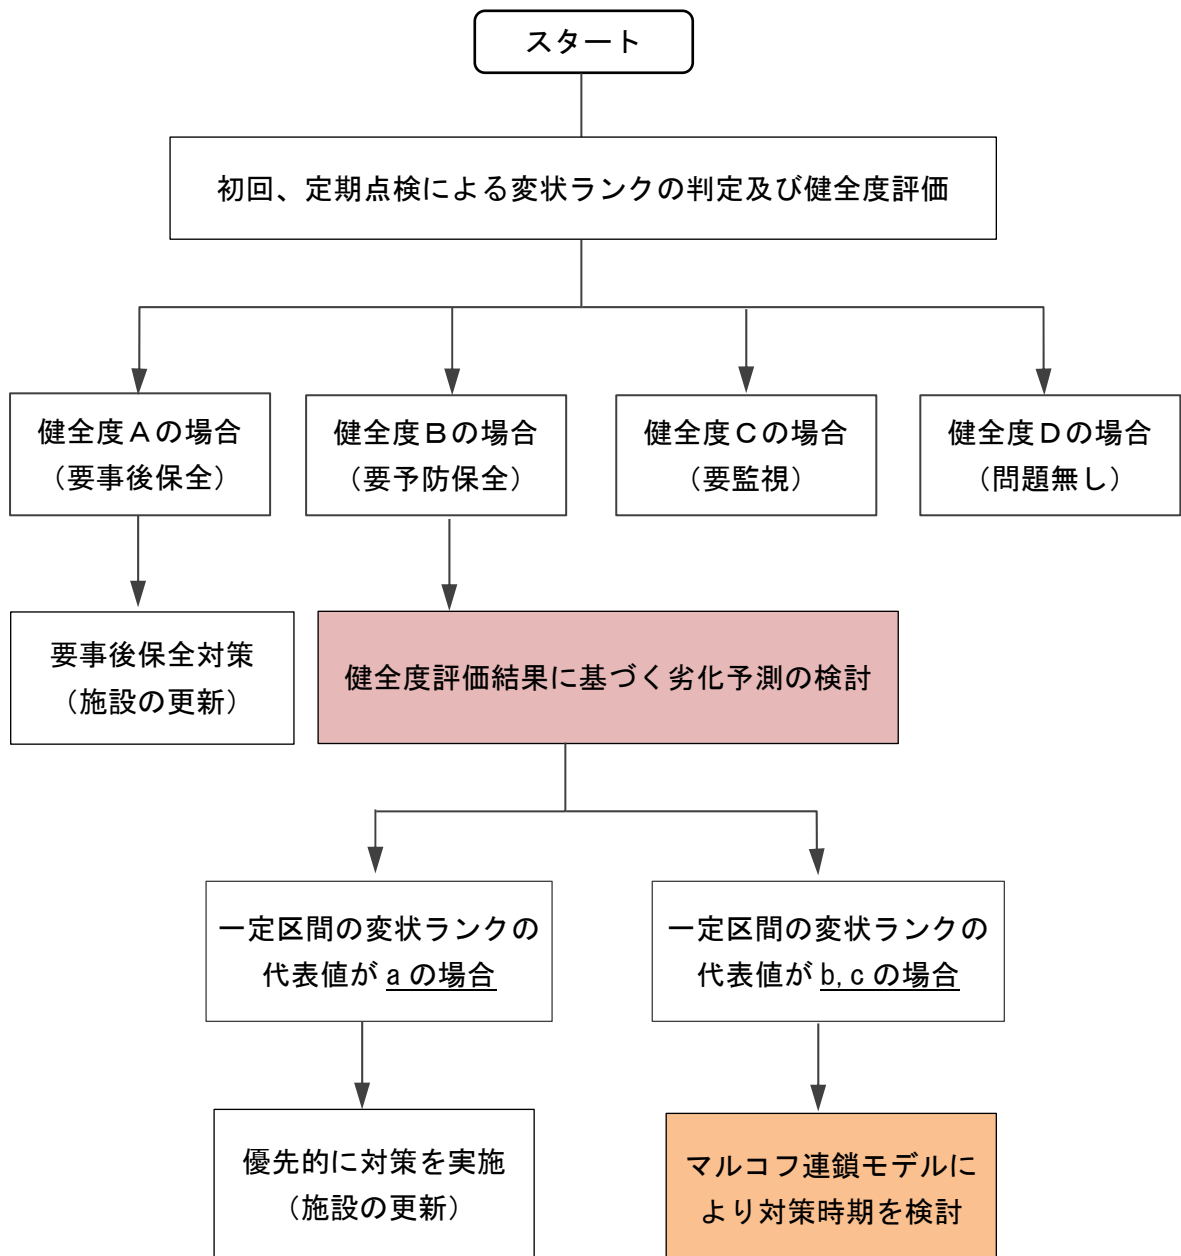 スタート
初回、定期点検による変状ランクの判定及び健全度評価
健全度Ａの場合
（要事後保全）
健全度Ｂの場合
（要予防保全）
健全度Ｃの場合
（要監視）
健全度Ｄの場合
（問題無し）
要事後保全対策
（施設の更新）
健全度評価結果に基づく劣化予測の検討
一定区間の変状ランクの
代表値が a の場合
一定区間の変状ランクの
代表値が b,c の場合
優先的に対策を実施
（施設の更新）
マルコフ連鎖モデルに
より対策時期を検討